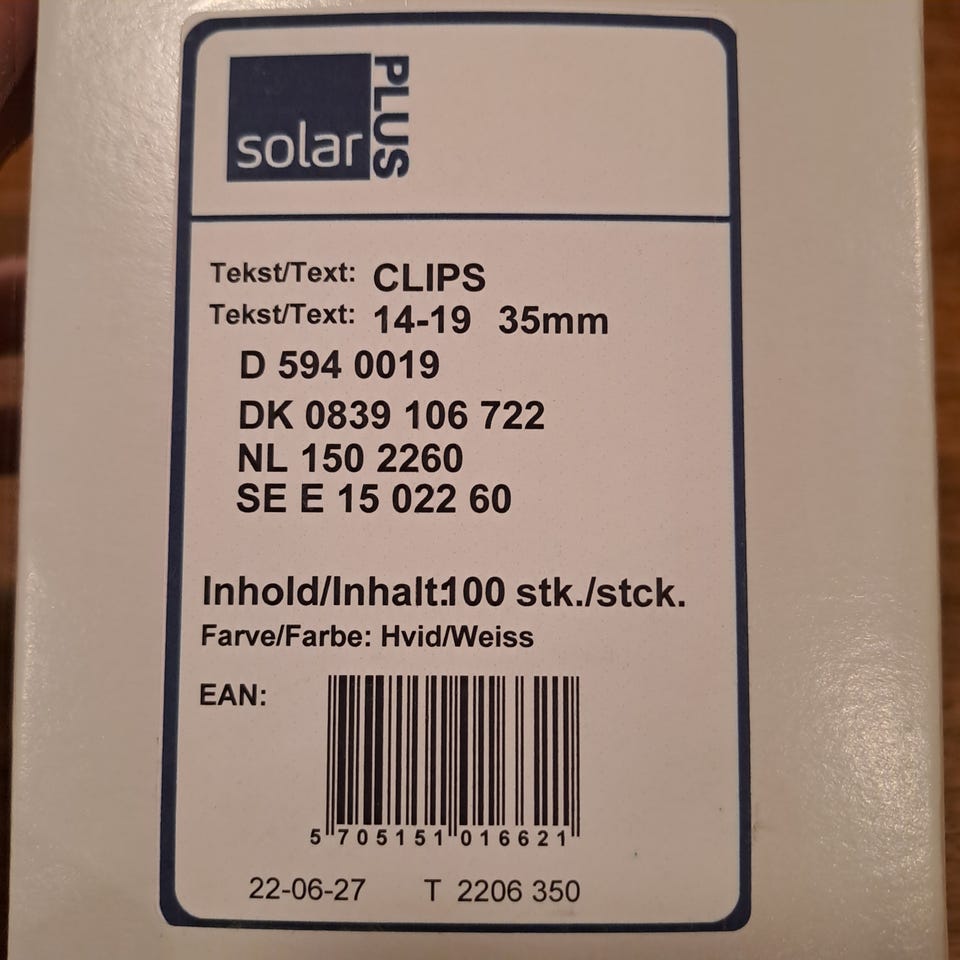 solar PLUS
Tekst/Text: CLIPS
Tekst/Text: 14-19 35mm
D 594 0019
DK 0839 106 722
NL 150 2260
SE E 15 022 60
Inhold/Inhalt:100 stk./stck.
Farve/Farbe: Hvid/Weiss
EAN:
5 705151 016621
22-06-27 T 2206 350